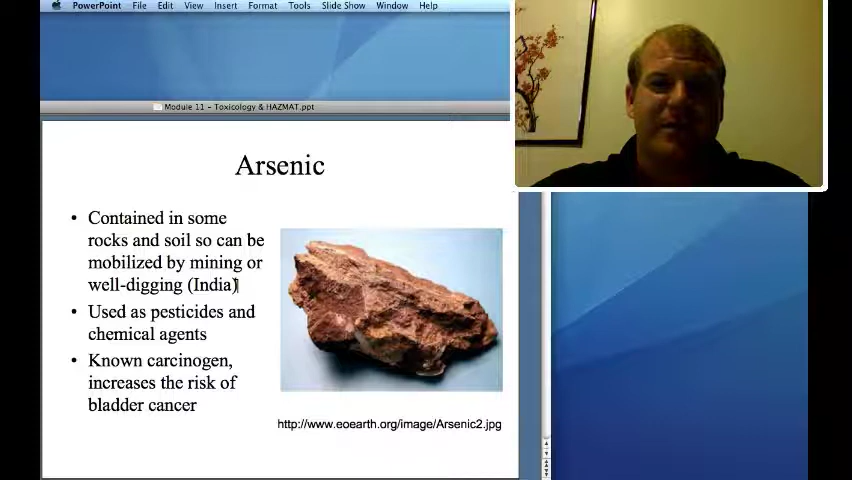 PowerPoint File Edit View Insert Format Tools Slide Show Window Help
Module 11 - Toxicology & HAZMAT.ppt
Arsenic
• Contained in some
rocks and soil so can be
mobilized by mining or
well-digging (India)
• Used as pesticides and
chemical agents
• Known carcinogen,
increases the risk of
bladder cancer
http://www.eoearth.org/image/Arsenic2.jpg